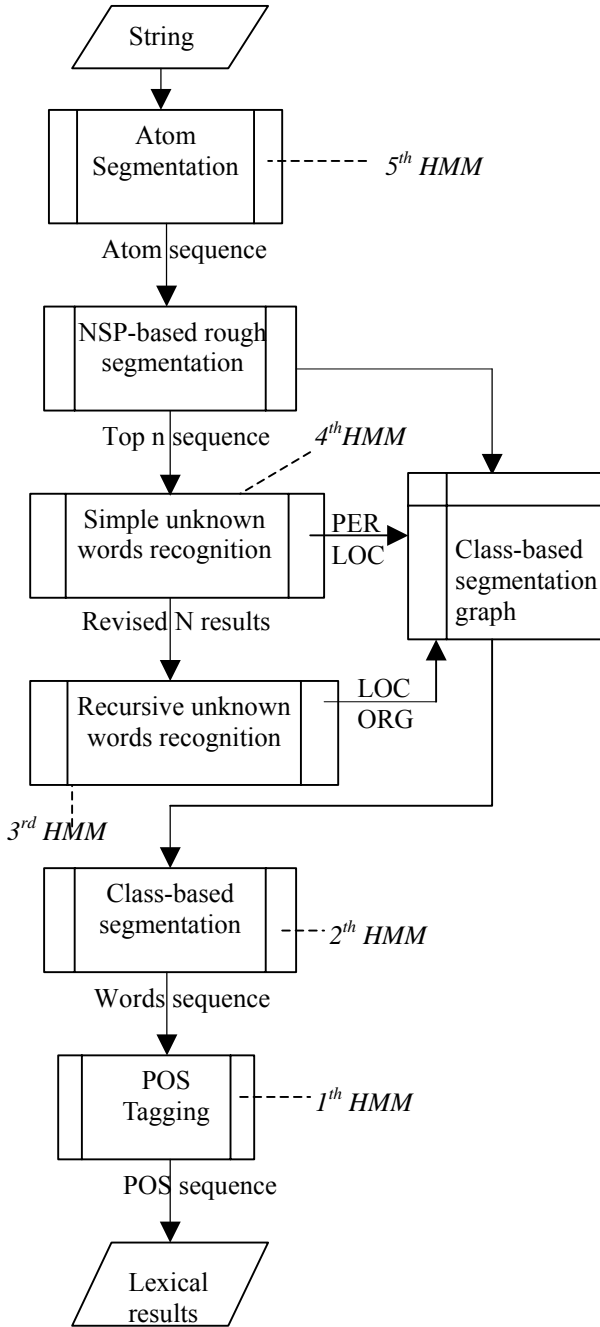 String
Atom
Segmentation
5th HMM
Atom sequence
NSP-based rough
segmentation
Top n sequence
4thHMM
Simple unknown
words recognition
PER
LOC
Class-based
segmentation
graph
Revised N results
Recursive unknown
words recognition
LOC
ORG
3rd HMM
Class-based
segmentation
2th HMM
Words sequence
POS
Tagging
1th HMM
POS sequence
Lexical
results